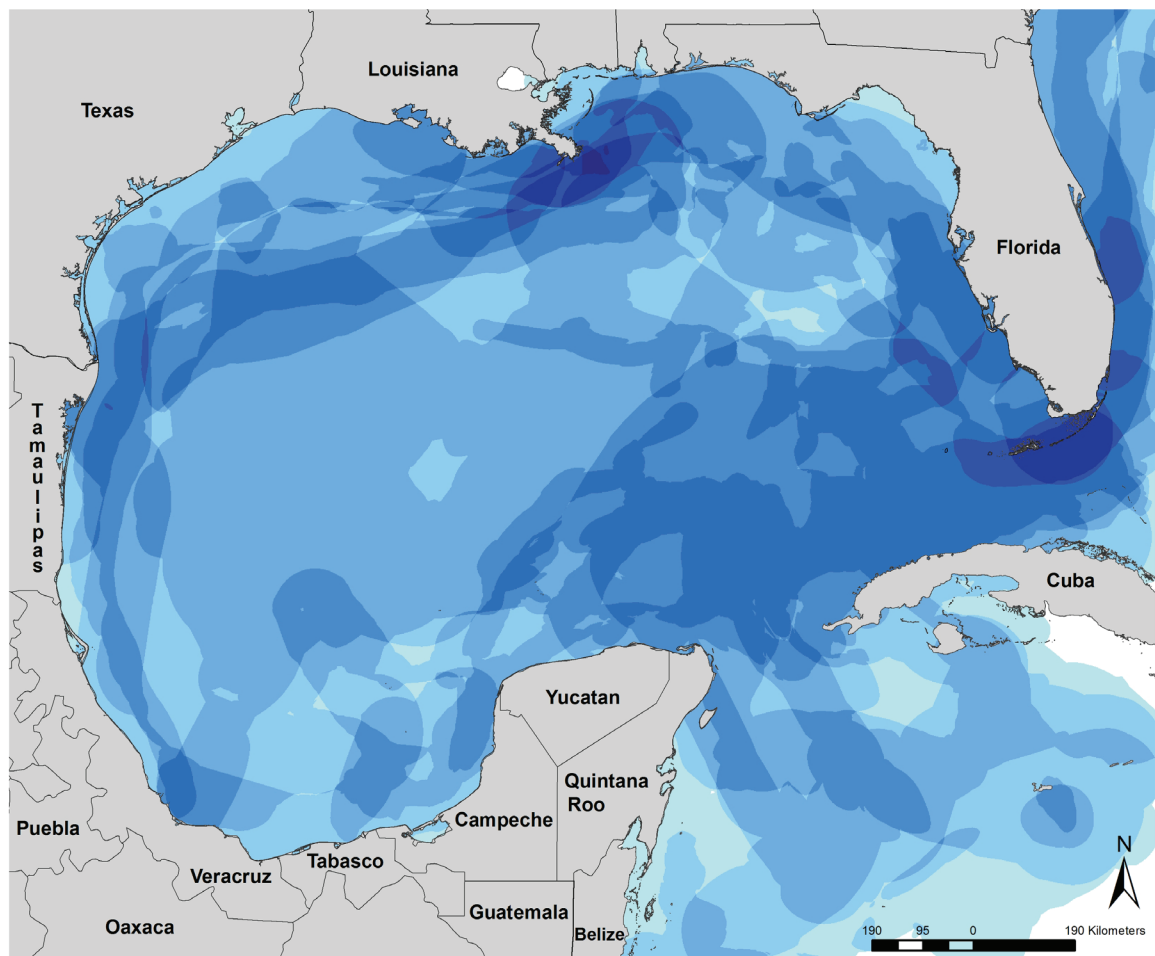 Louisiana
Texas
Florida
Tamaulipas
Cuba
Yucatan
Quintana
Roo
Campeche
Puebla
Tabasco
Veracruz
N
Guatemala
Oaxaca
Belize
190 95 0 190 Kilometers